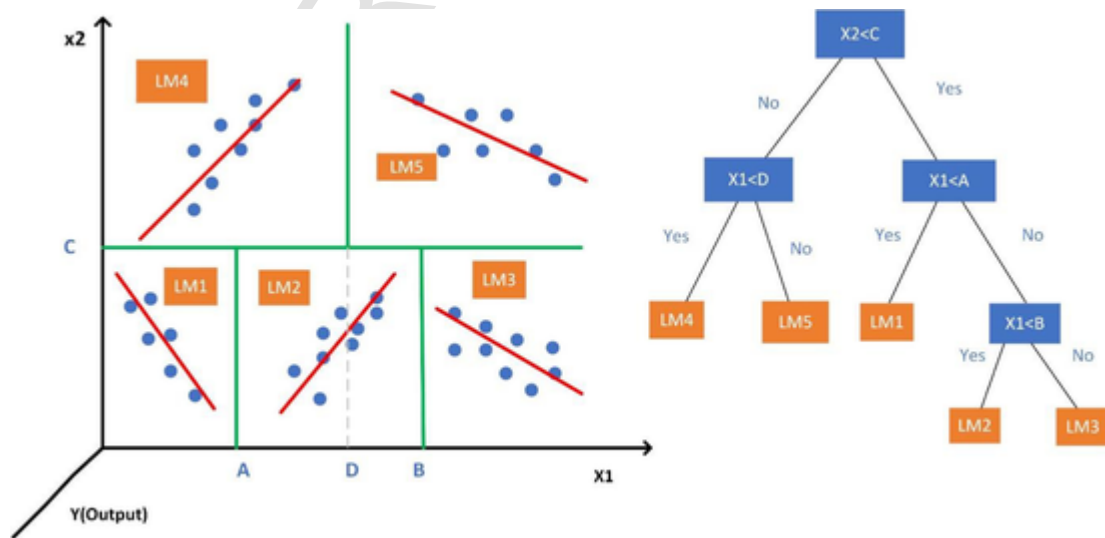 x2
LM4
LM5
C
LM1
LM2
LM3
A
D
B
X1
Y(Output)
X2<C
No
Yes
X1<D
X1<A
Yes
No
Yes
No
LM4
LM5
LM1
X1<B
Yes
No
LM2
LM3